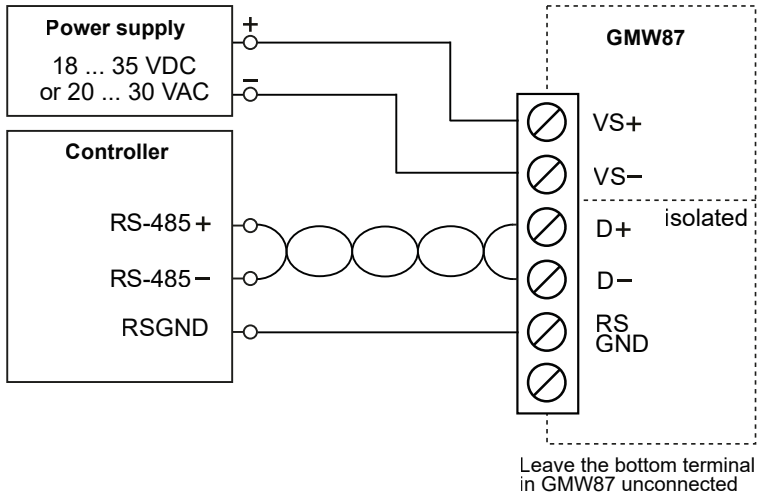 Power supply
18 ... 35 VDC
or 20 ... 30 VAC
+
−
Controller
RS-485+
RS-485−
RSGND
GMW87
VS+
VS−
isolated
D+
D−
RS
GND
Leave the bottom terminal
in GMW87 unconnected